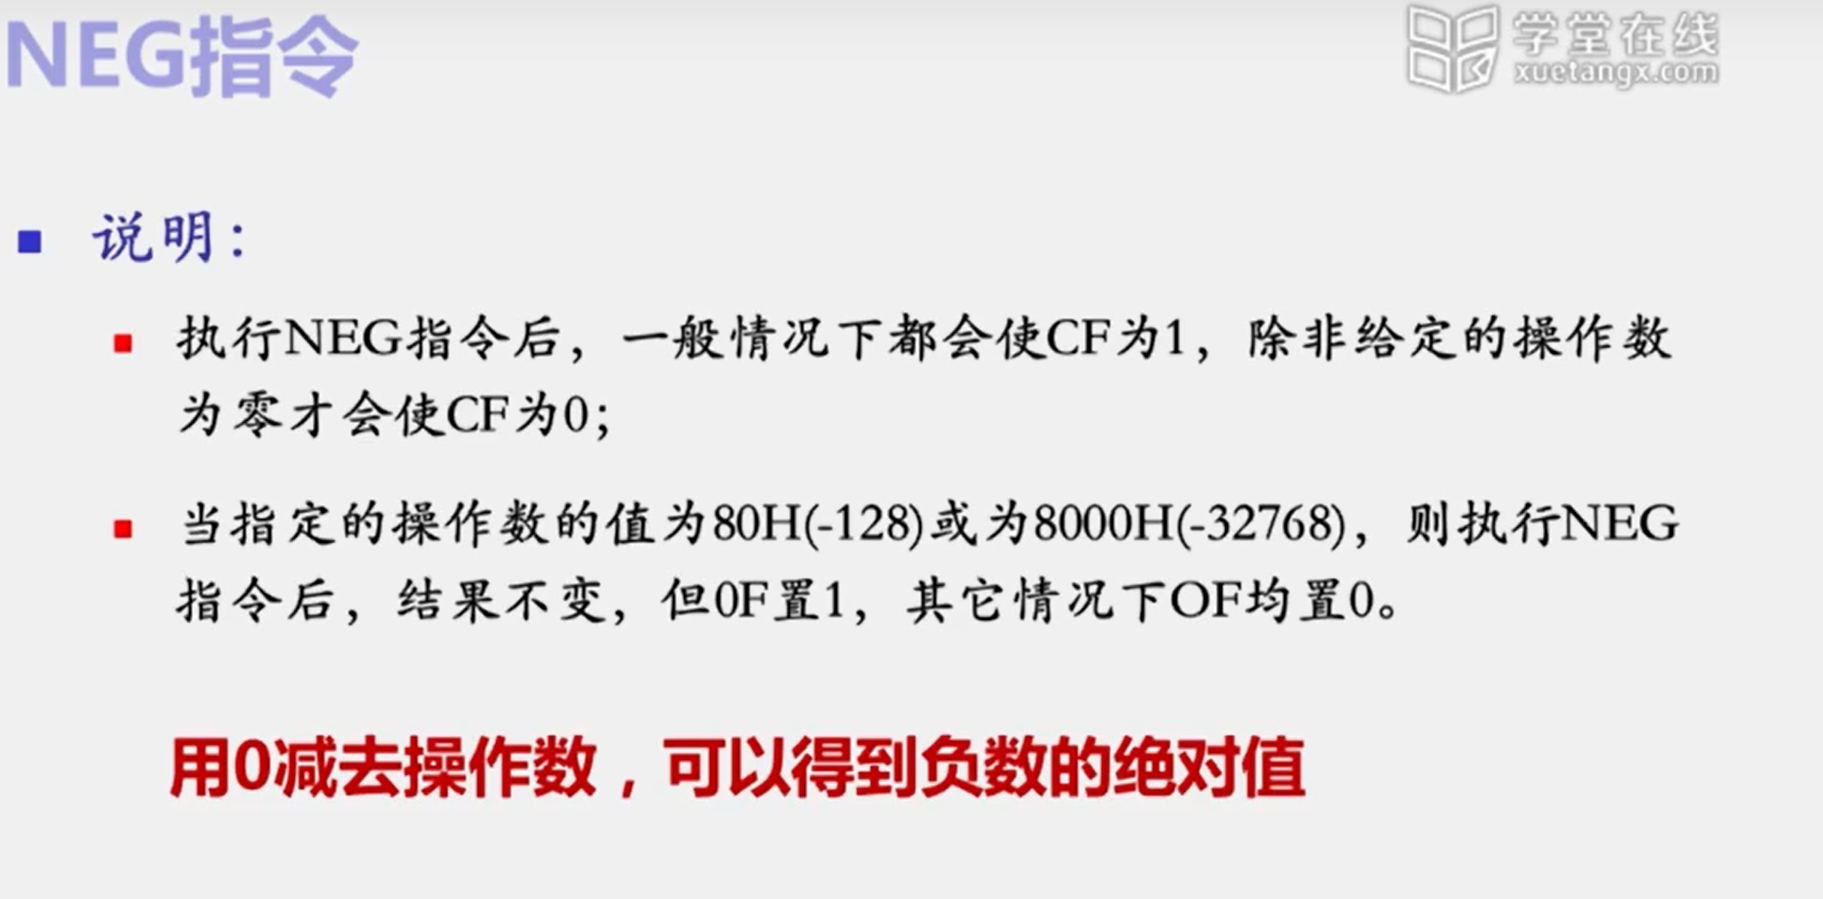 NEG指令
学堂在线
xuetangx.com
说明：
执行NEG指令后，一般情况下都会使CF为1，除非给定的操作数
为零才会使CF为0；
当指定的操作数的值为80H(-128)或为8000H(-32768)，则执行NEG
指令后，结果不变，但0F置1，其它情况下OF均置0。
用0减去操作数，可以得到负数的绝对值